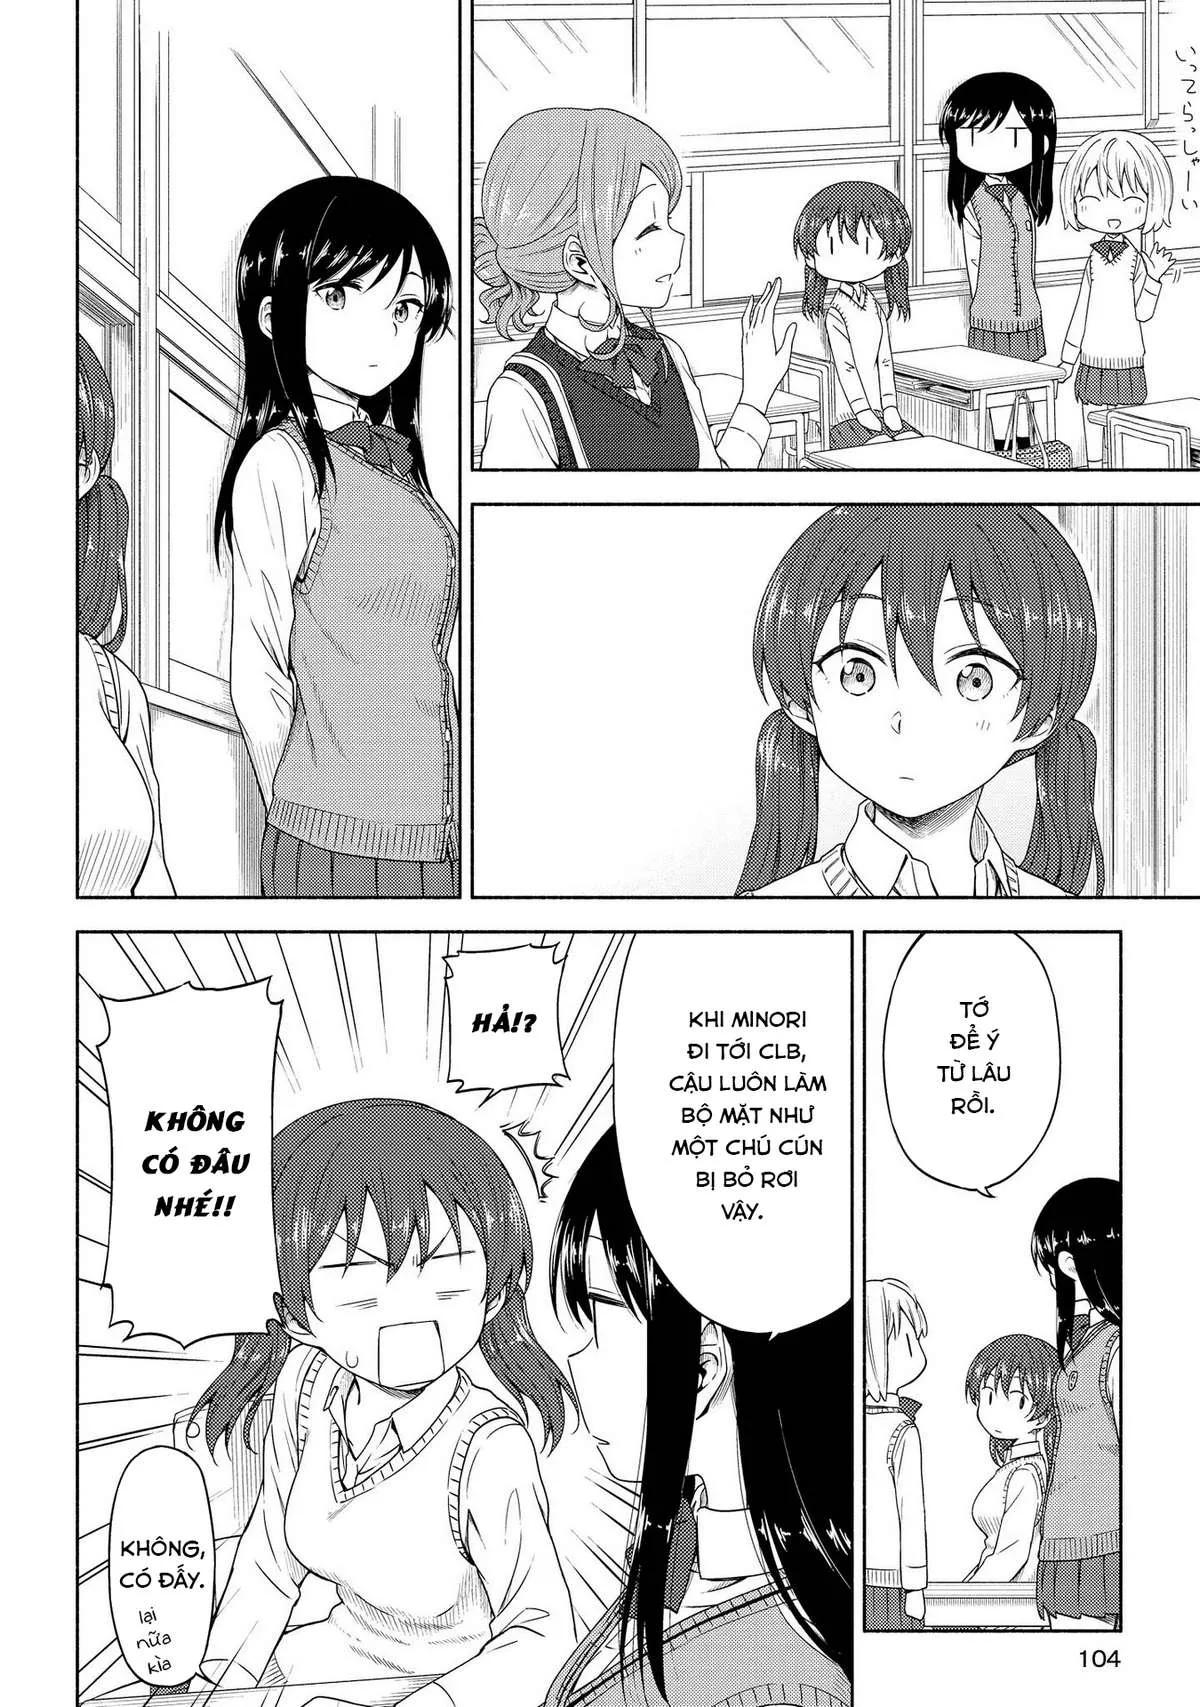 いってらっしゃーい
TỚ
ĐỂ Ý
TỪ LÂU
RỒI.
KHI MINORI
ĐI TỚI CLB,
CẬU LUÔN LÀM
BỘ MẶT NHƯ
MỘT CHÚ CÚN
BỊ BỎ RƠI
VẬY.
HẢ!?
KHÔNG
CÓ ĐÂU
NHÉ!!
KHÔNG,
CÓ ĐẤY.
lại
nữa
kìa
104